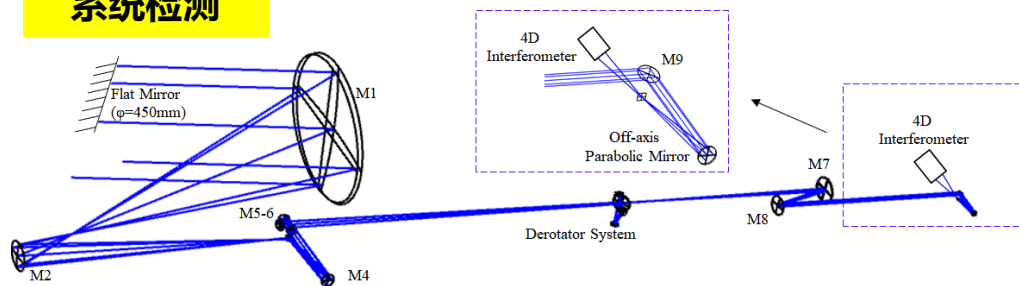 系统检测
4D
Interferometer
M9
M1
Flat Mirror
(φ=450mm)
Off-axis
Parabolic Mirror
4D
Interferometer
M7
M5-6
M8
Derotator System
M2
M4